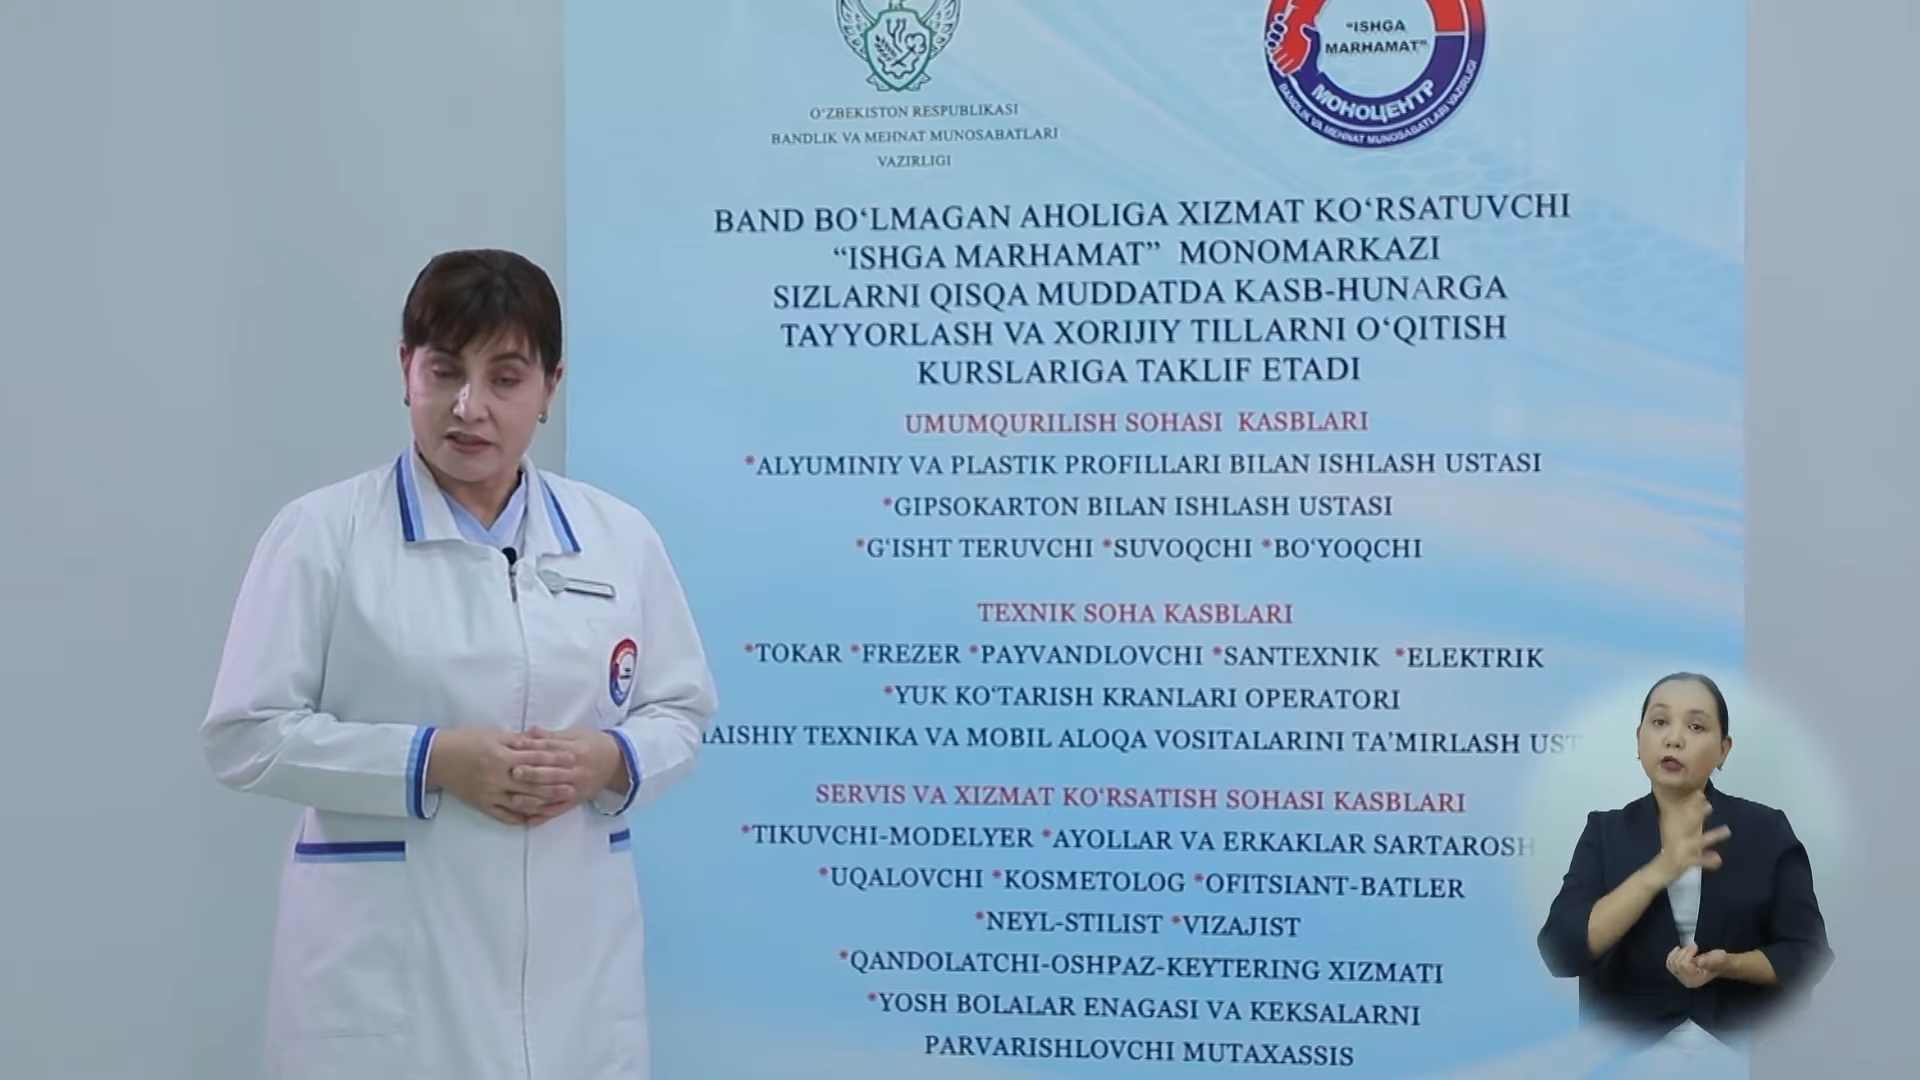 O‘ZBEKISTON RESPUBLIKASI
BANDLIK VA MEHNAT MUNOSABATLARI
VAZIRLIGI
“ISHGA
MARHAMAT”
МОНОЦЕНТР
BANDLIK VA MEHNAT MUNOSABATLARI VAZIRLIGI
BAND BO‘LMAGAN AHOLIGA XIZMAT KO‘RSATUVCHI
“ISHGA MARHAMAT” MONOMARKAZI
SIZLARNI QISQA MUDDATDA KASB-HUNARGA
TAYYORLASH VA XORIJIY TILLARNI O‘QITISH
KURSLARIGA TAKLIF ETADI
UMUMQURILISH SOHASI KASBLARI
*ALYUMINIY VA PLASTIK PROFILLARI BILAN ISHLASH USTASI
*GIPSOKARTON BILAN ISHLASH USTASI
*G‘ISHT TERUVCHI *SUVOQCHI *BO‘YOQCHI
TEXNIK SOHA KASBLARI
*TOKAR *FREZER *PAYVANDLOVCHI *SANTEXNIK *ELEKTRIK
*YUK KO‘TARISH KRANLARI OPERATORI
AISHIY TEXNIKA VA MOBIL ALOQA VOSITALARINI TA’MIRLASH UST
SERVIS VA XIZMAT KO‘RSATISH SOHASI KASBLARI
*TIKUVCHI-MODELYER *AYOLLAR VA ERKAKLAR SARTAROSH
*UQALOVCHI *KOSMETOLOG *OFITSIANT-BATLER
*NEYL-STILIST *VIZAJIST
*QANDOLATCHI-OSHPAZ-KEYTERING XIZMATI
*YOSH BOLALAR ENAGASI VA KEKSALARNI
PARVARISHLOVCHI MUTAXASSIS